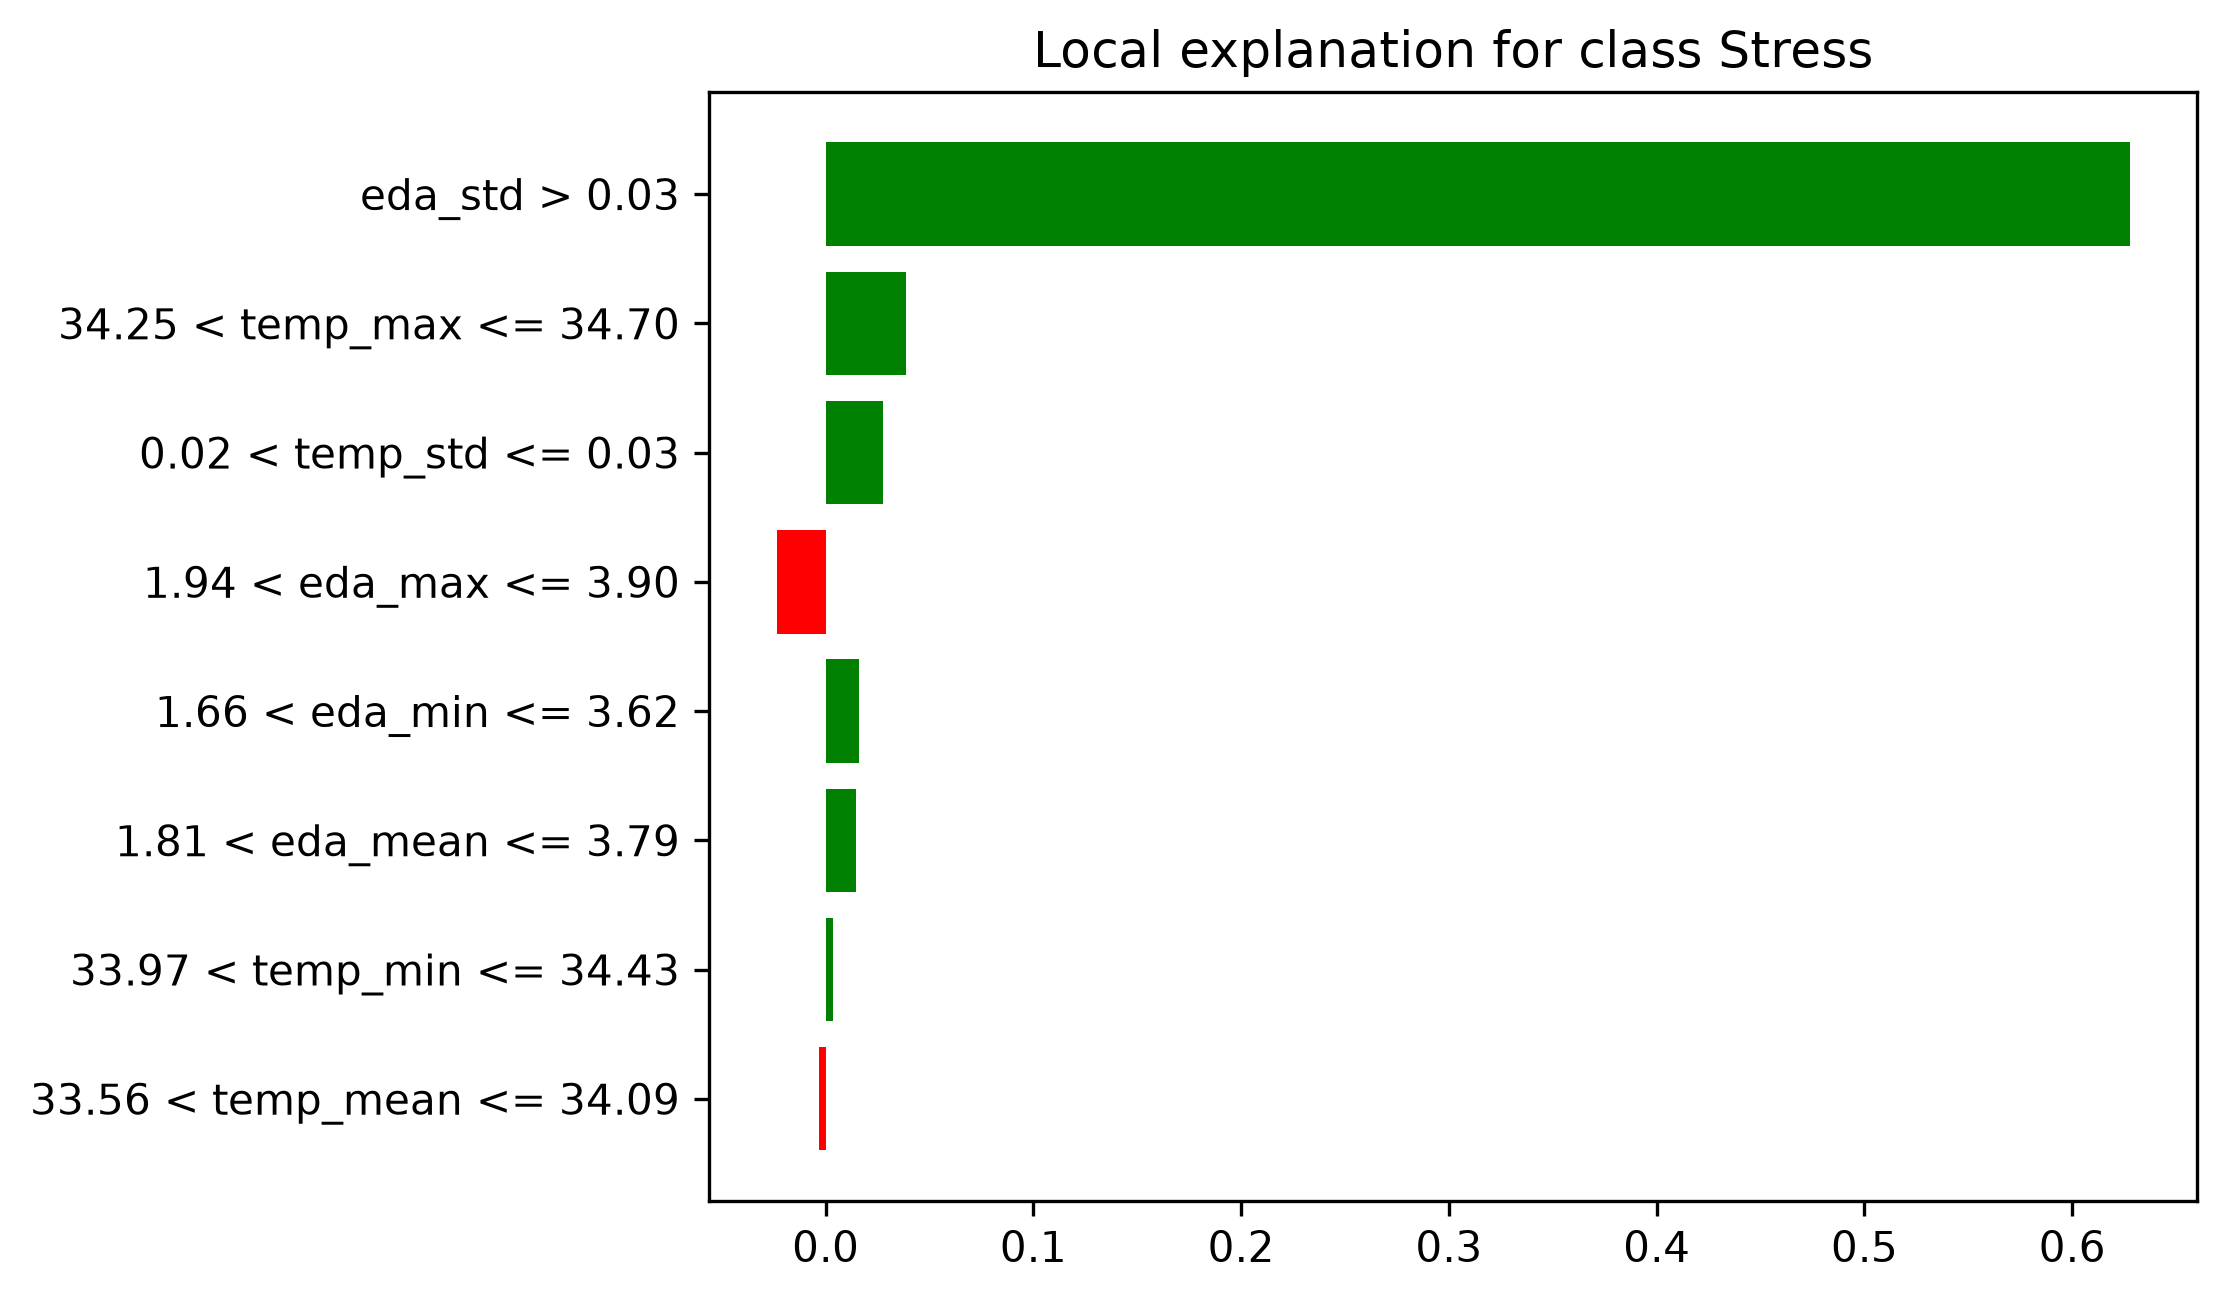 Local explanation for class Stress
eda_std > 0.03
34.25 < temp_max <= 34.70
0.02 < temp_std <= 0.03
1.94 < eda_max <= 3.90
1.66 < eda_min <= 3.62
1.81 < eda_mean <= 3.79
33.97 < temp_min <= 34.43
33.56 < temp_mean <= 34.09
0.0 0.1 0.2 0.3 0.4 0.5 0.6